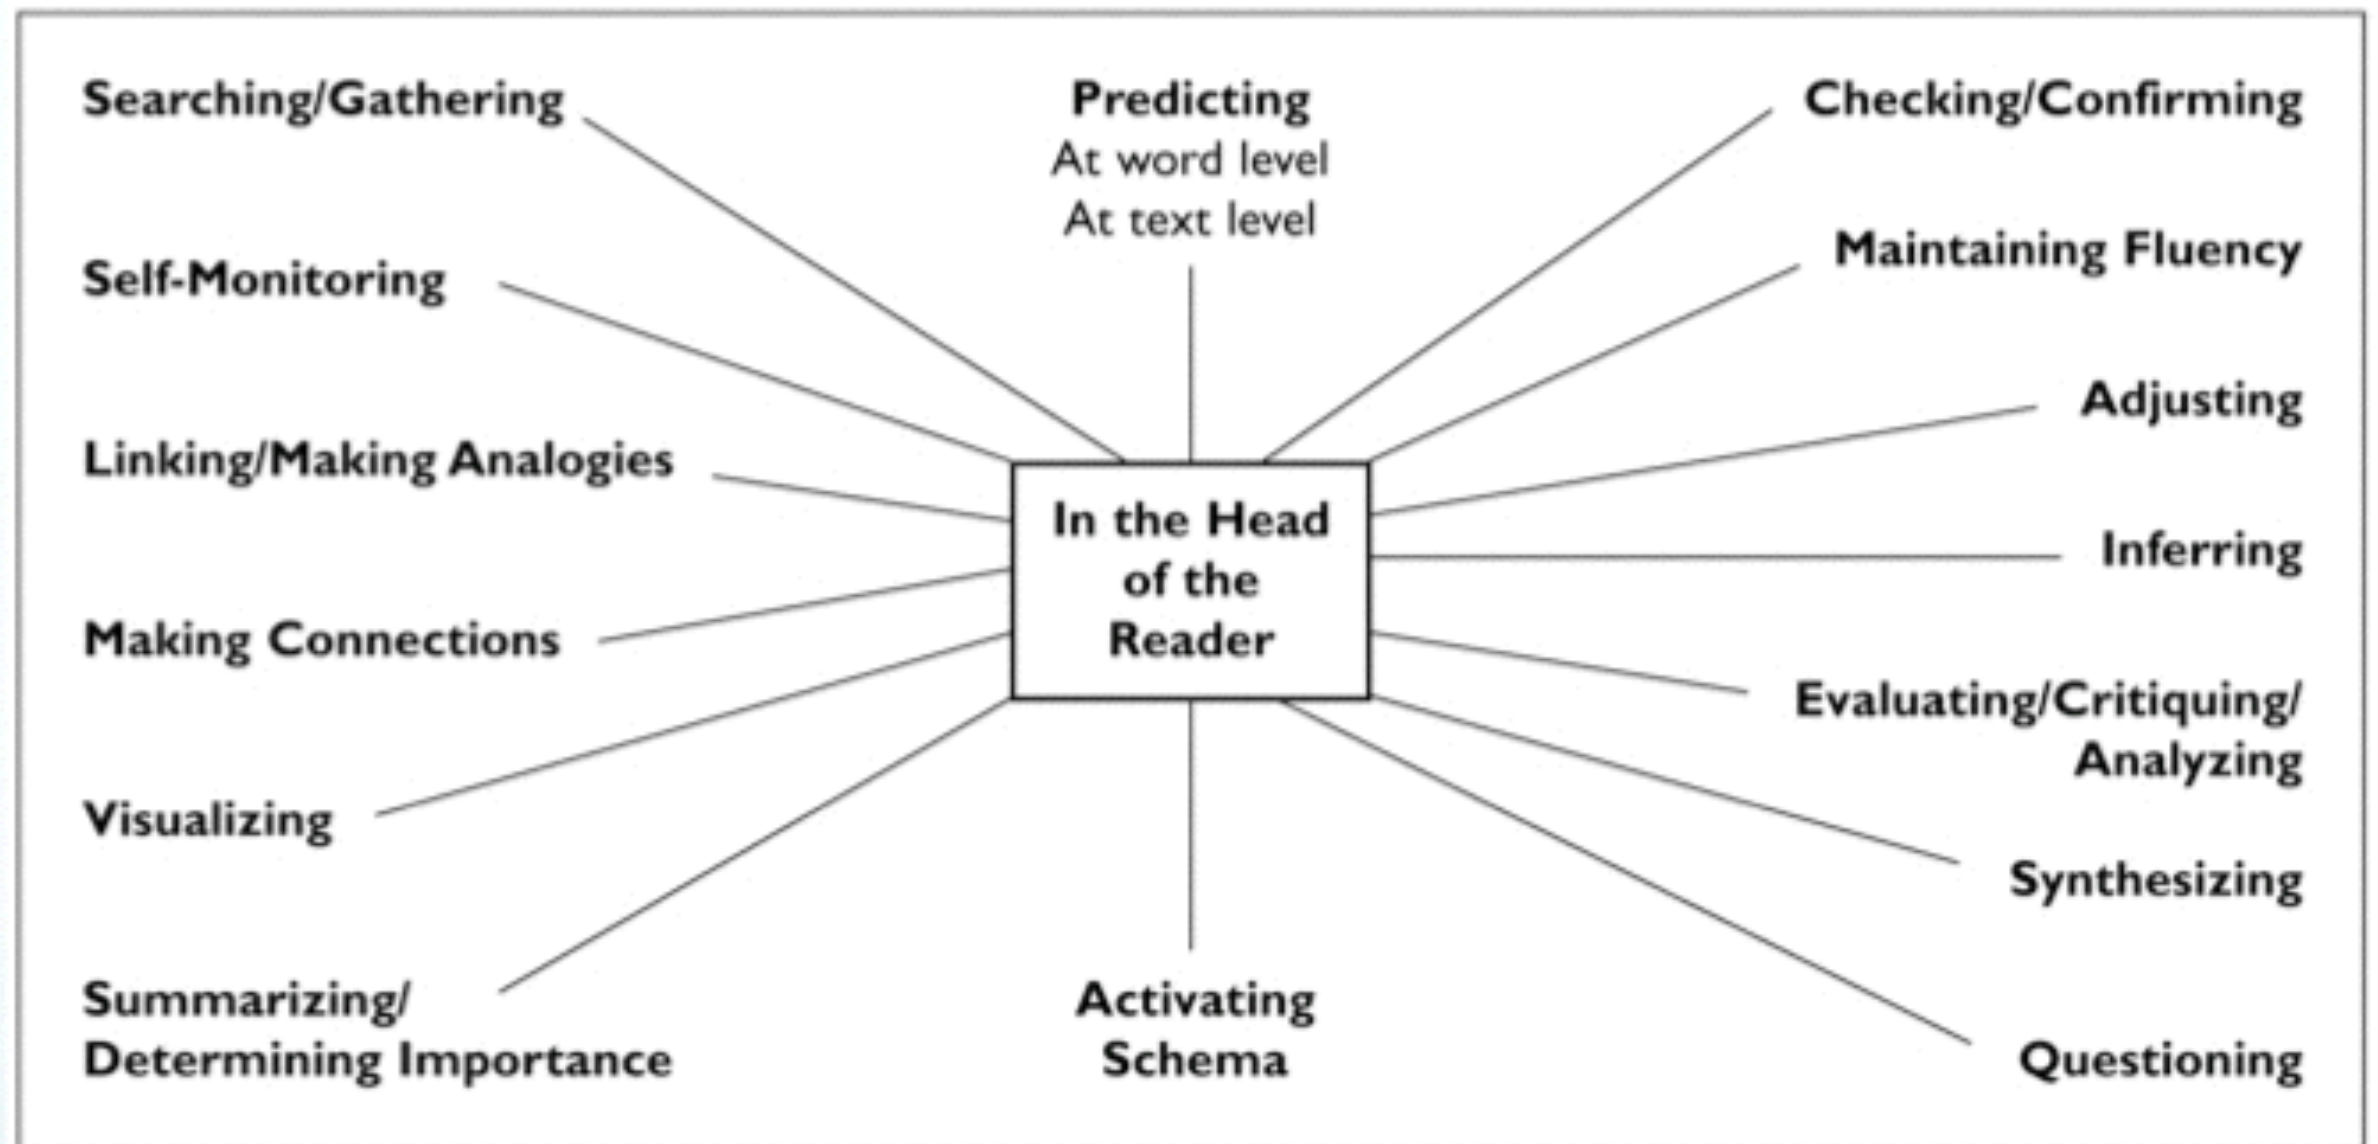 Searching/Gathering
Predicting
At word level
At text level
Checking/Confirming
Self-Monitoring
Maintaining Fluency
Linking/Making Analogies
Adjusting
In the Head
of the
Reader
Making Connections
Inferring
Visualizing
Evaluating/Critiquing/
Analyzing
Synthesizing
Summarizing/
Determining Importance
Activating
Schema
Questioning